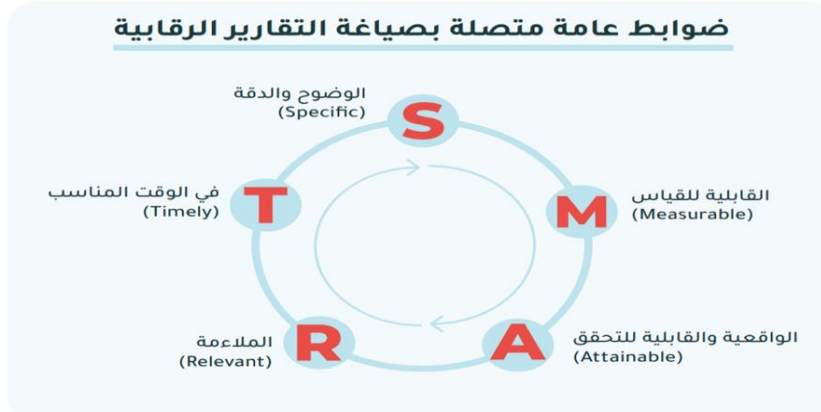 ضوابط عامة متصلة بصياغة التقارير الرقابية
S
الوضوح والدقة
(Specific)
M
القابلية للقياس
(Measurable)
A
الواقعية والقابلية للتحقق
(Attainable)
R
الملاءمة
(Relevant)
T
في الوقت المناسب
(Timely)